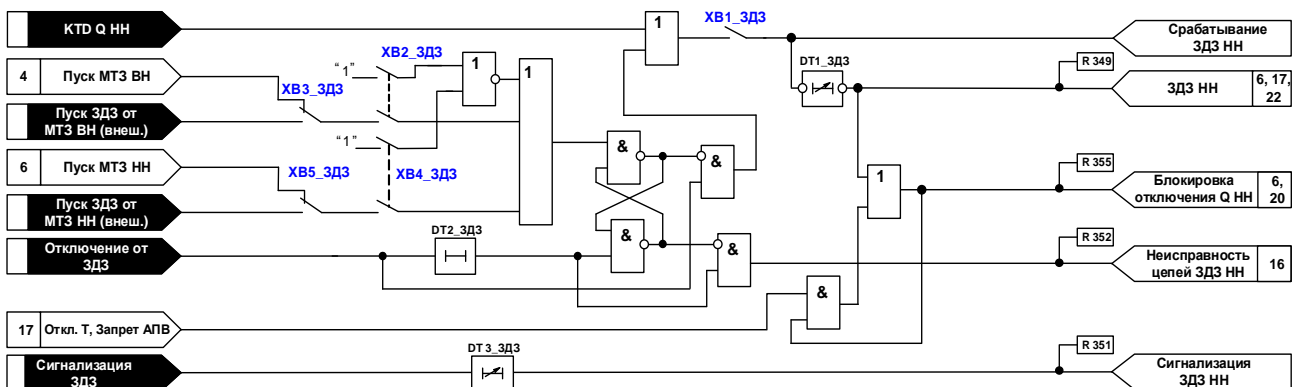 KTD Q НН
1
ХВ1_ЗДЗ
Срабатывание
ЗДЗ НН
4
Пуск МТЗ ВН
"1"
ХВ2_ЗДЗ
1
1
DT1_ЗДЗ
R 349
ЗДЗ НН
6, 17,
22
ХВ3_ЗДЗ
Пуск ЗДЗ от
МТЗ ВН (внеш.)
"1"
6
Пуск МТЗ НН
ХВ5_ЗДЗ
ХВ4_ЗДЗ
&
&
1
R 355
Блокировка
отключения Q НН
6,
20
Пуск ЗДЗ от
МТЗ НН (внеш.)
Отключение от
ЗДЗ
DT2_ЗДЗ
&
&
R 352
Неисправность
цепей ЗДЗ НН
16
&
17
Откл. Т, Запрет АПВ
Сигнализация
ЗДЗ
DT3_ЗДЗ
R 351
Сигнализация
ЗДЗ НН